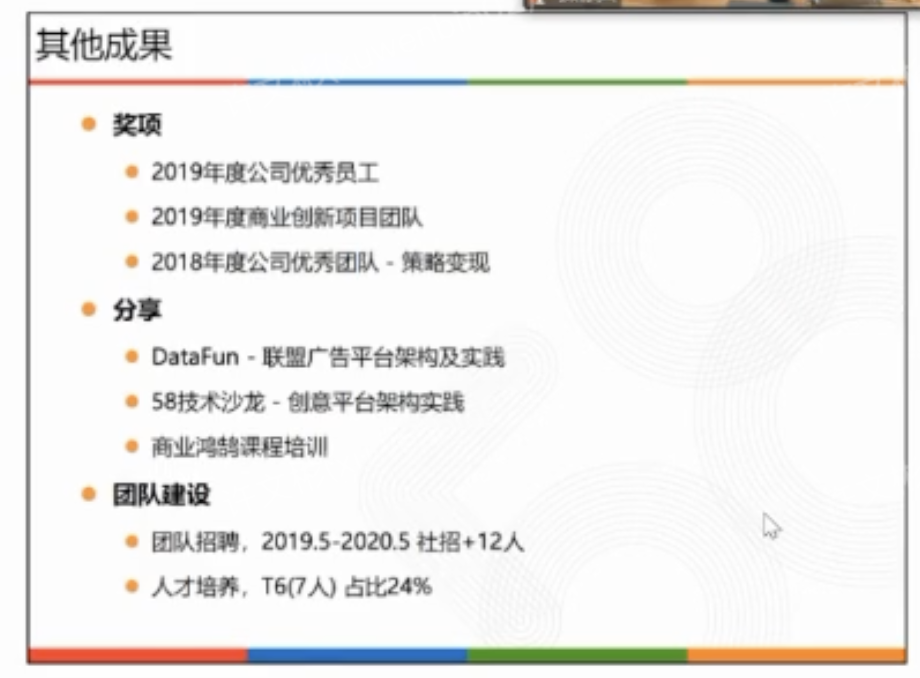 其他成果
奖项
2019年度公司优秀员工
2019年度商业创新项目团队
2018年度公司优秀团队 - 策略变现
分享
DataFun - 联盟广告平台架构及实践
58技术沙龙 - 创意平台架构实践
商业鸿鹄课程培训
团队建设
团队招聘，2019.5-2020.5 社招+12人
人才培养，T6(7人) 占比24%